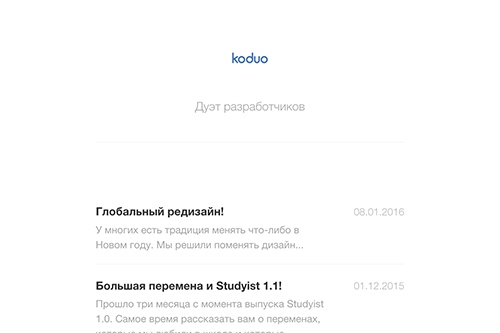 koduo
Дуэт разработчиков
Глобальный редизайн! 08.01.2016
У многих есть традиция менять что-либо в
Новом году. Мы решили поменять дизайн...
Большая перемена и Studyist 1.1! 01.12.2015
Прошло три месяца с момента выпуска Studyist
1.0. Самое время рассказать вам о переменах,